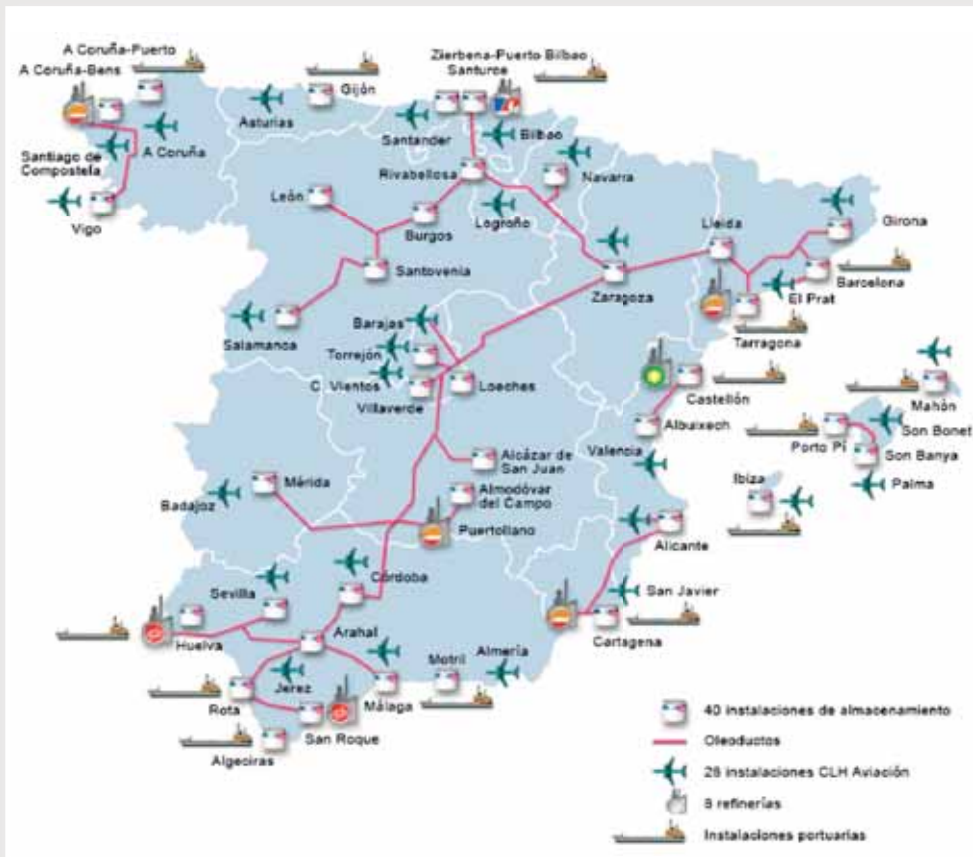 A Coruña-Puerto
A Coruña-Bens
Zierbena-Puerto Bilbao
Santurce
Gijón
Asturias
Santander
Bilbao
A Coruña
Santiago de
Compostela
Vigo
León
Rivabellosa
Navarra
Burgos
Logroño
Lleida
Girona
Santovenia
Zaragoza
Barcelona
El Prat
Tarragona
Salamanca
Barajas
Torrejón
C. Vientos
Villaverde
Loeches
Castellón
Albuixech
Valencia
Mahón
Son Bonet
Porto Pí
Son Banya
Palma
Ibiza
Alcázar de
San Juan
Mérida
Almodóvar
del Campo
Badajoz
Puertollano
Alicante
San Javier
Cartagena
Córdoba
Sevilla
Huelva
Arahal
Motril
Almería
Jerez
Rota
Málaga
San Roque
Algeciras
40 instalaciones de almacenamiento
Oleoductos
28 instalaciones CLH Aviación
8 refinerías
Instalaciones portuarias